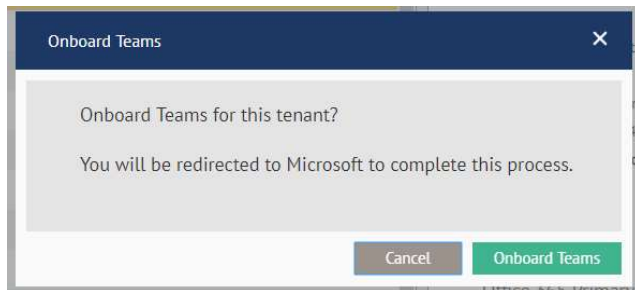 Onboard Teams
Onboard Teams for this tenant?
You will be redirected to Microsoft to complete this process.
Cancel
Onboard Teams